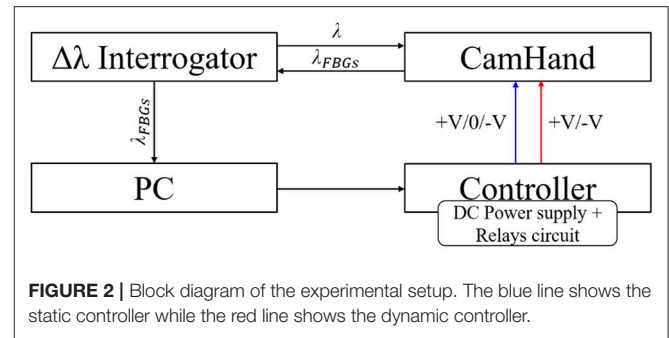 Δλ Interrogator
λ
λ_FBGs
CamHand
λ_FBGs
+V/0/-V
+V/-V
PC
Controller
DC Power supply +
Relays circuit
FIGURE 2 | Block diagram of the experimental setup. The blue line shows the
static controller while the red line shows the dynamic controller.